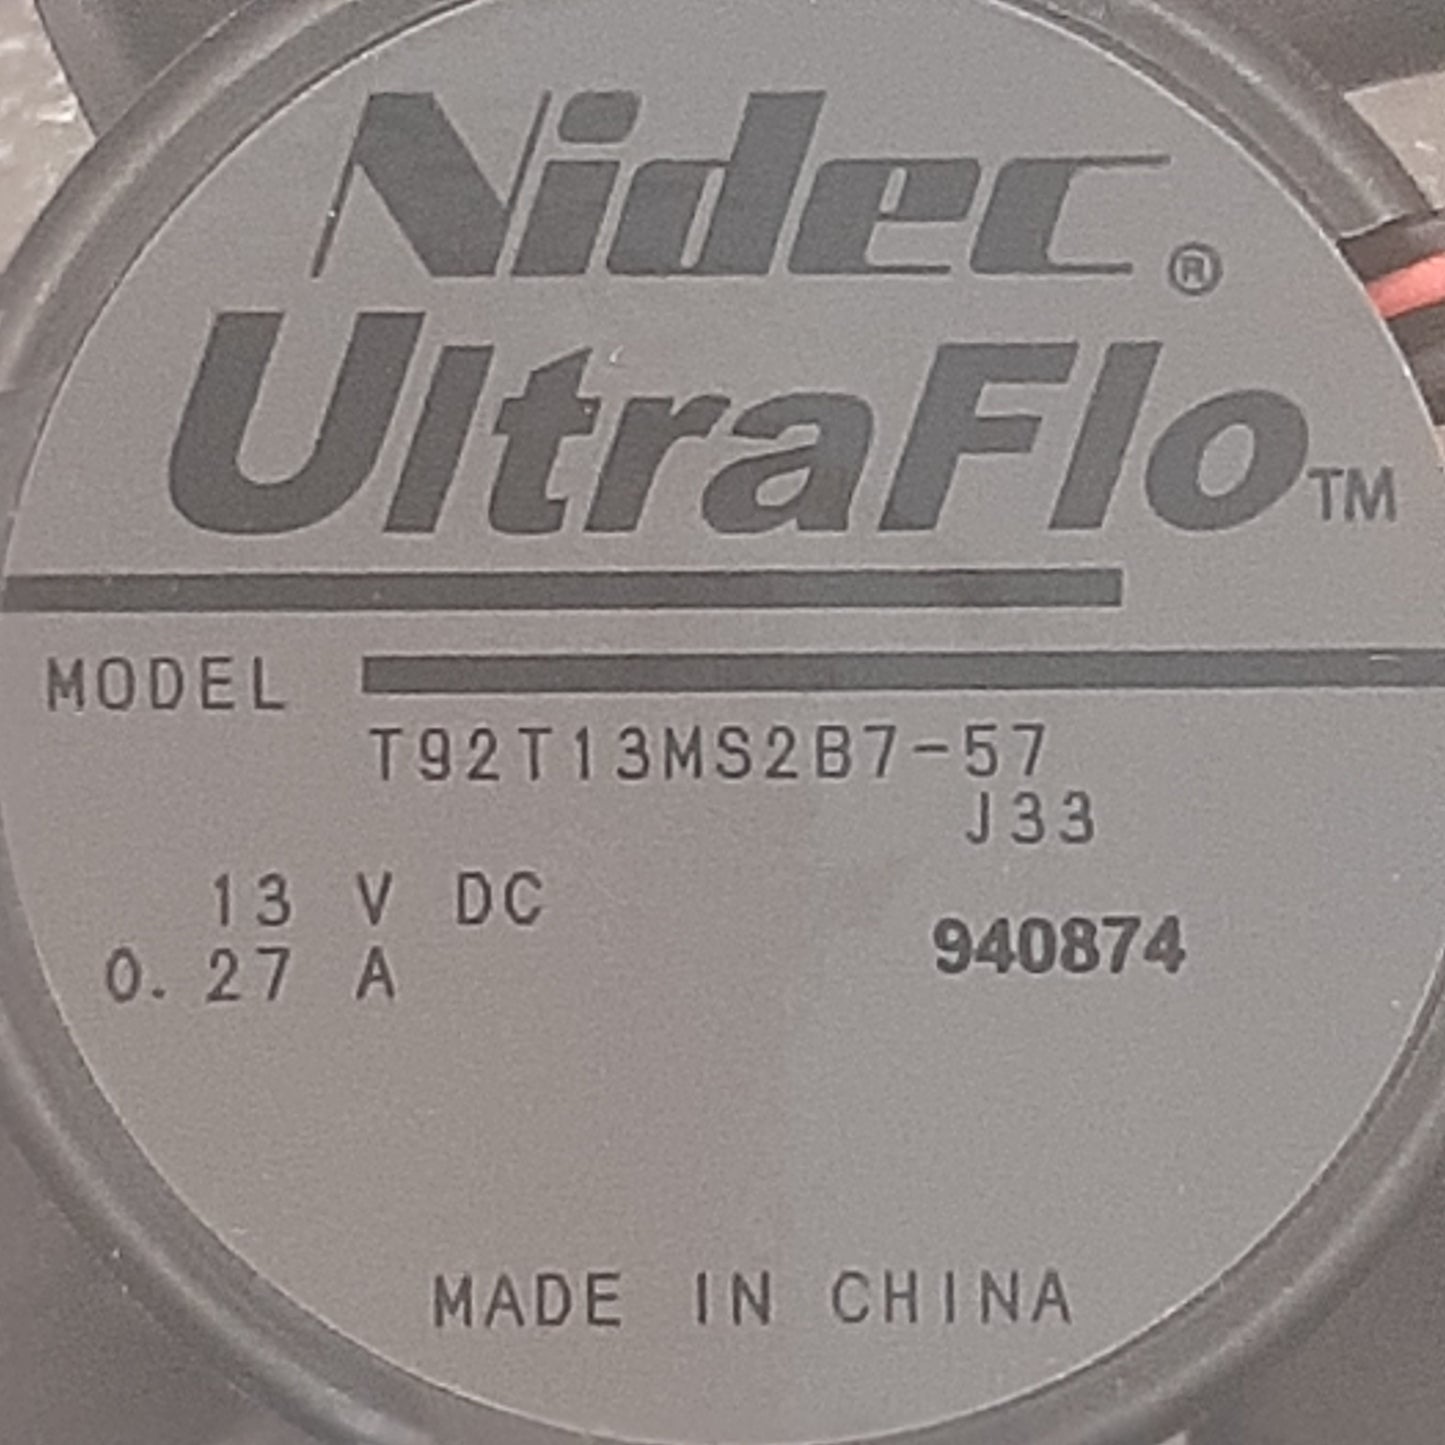 Nidec®
UltraFlo™
MODEL
T92T13MS2B7-57
J33
13 V DC
0.27 A
940874
MADE IN CHINA